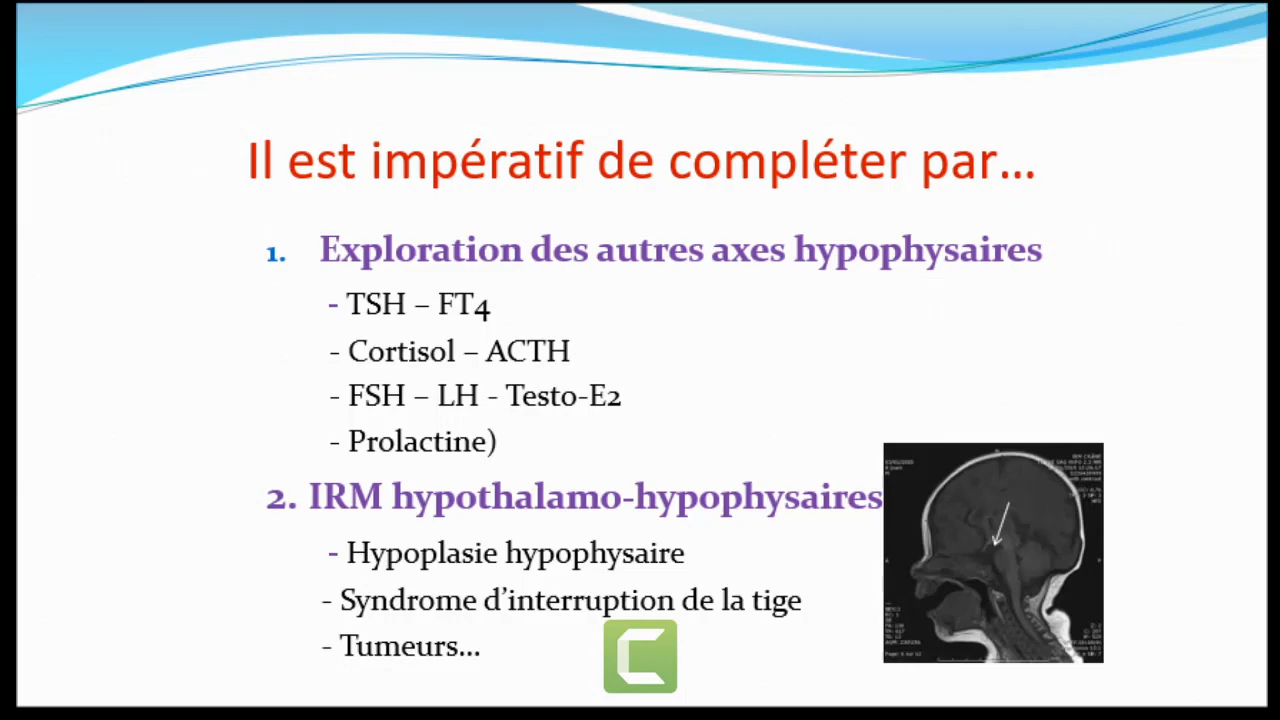 Il est impératif de compléter par...
1. Exploration des autres axes hypophysaires
- TSH – FT4
- Cortisol – ACTH
- FSH – LH - Testo-E2
- Prolactine)
2. IRM hypothalamo-hypophysaires
- Hypoplasie hypophysaire
- Syndrome d’interruption de la tige
- Tumeurs...